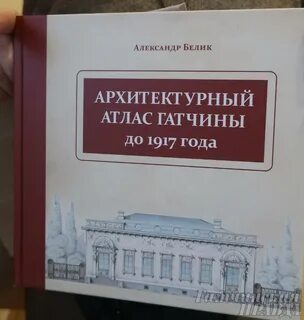 Александр Белик
АРХИТЕКТУРНЫЙ
АТЛАС ГАТЧИНЫ
до 1917 года